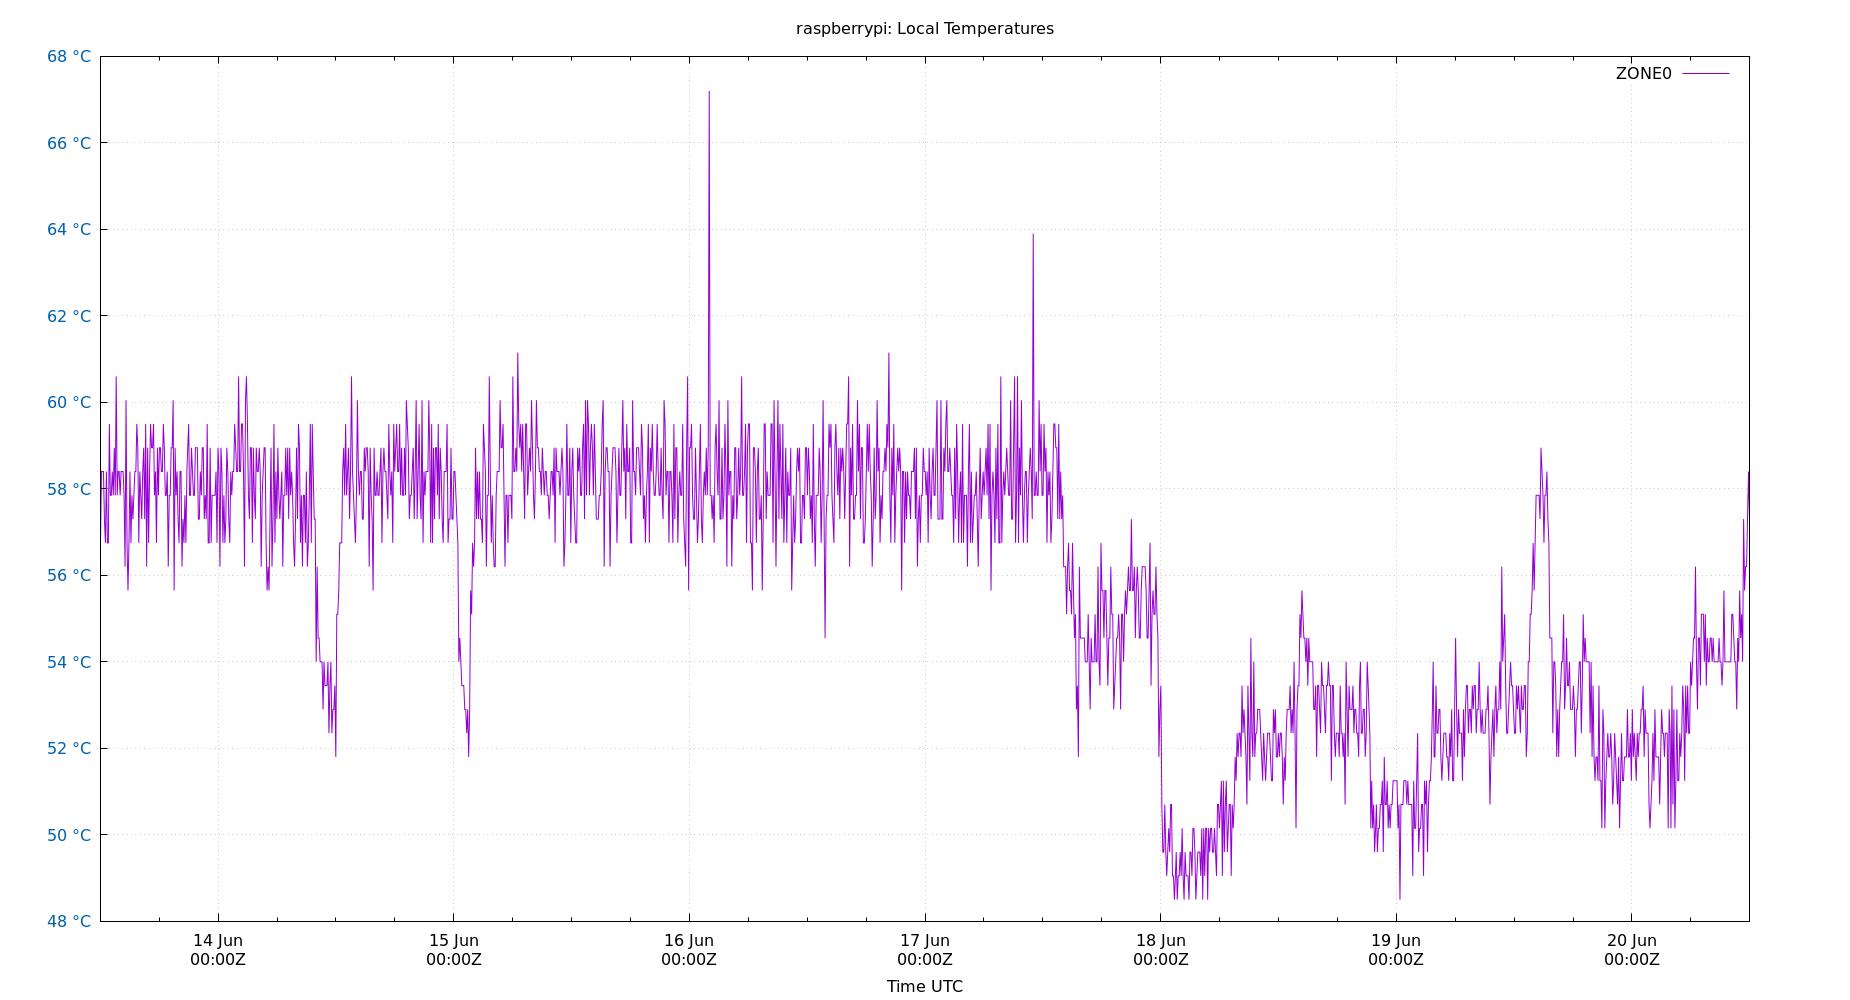 raspberrypi: Local Temperatures
68 °C
ZONE0
66 °C
64 °C
62 °C
60 °C
58 °C
56 °C
54 °C
52 °C
50 °C
48 °C
14 Jun 15 Jun 16 Jun 17 Jun 18 Jun 19 Jun 20 Jun
00:00Z 00:00Z 00:00Z 00:00Z 00:00Z 00:00Z 00:00Z
Time UTC